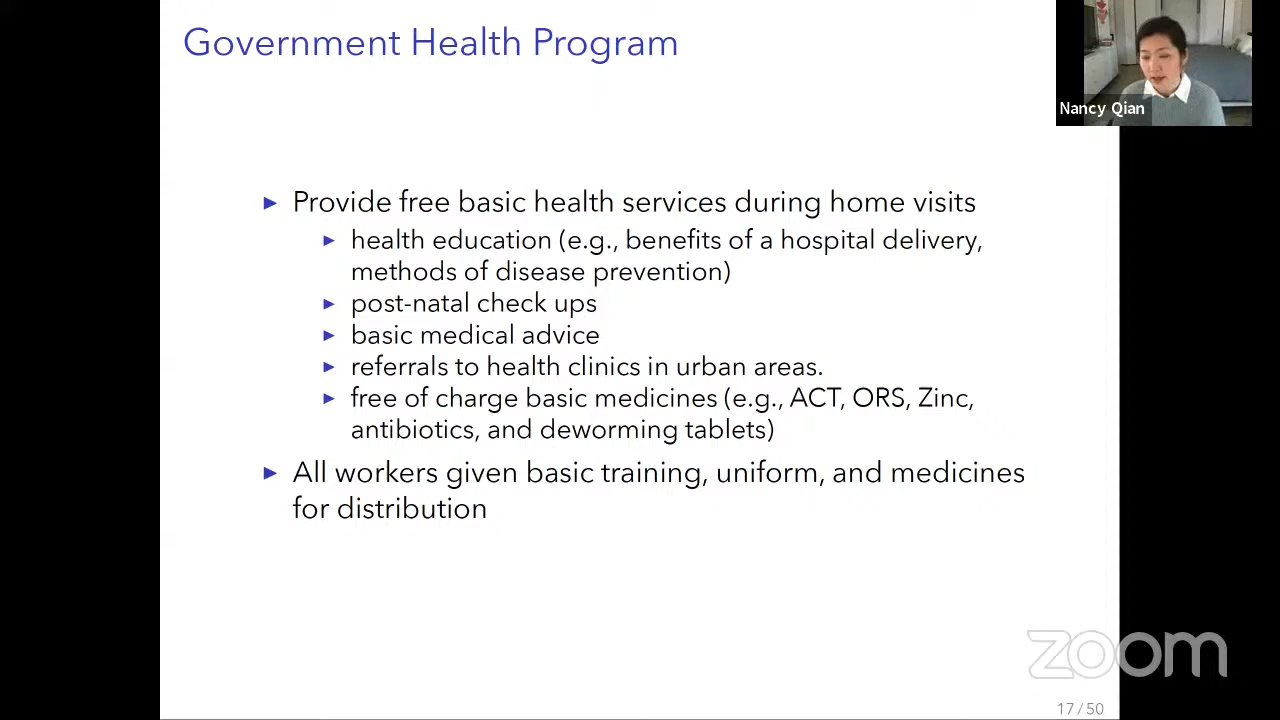 Government Health Program
Nancy Qian
► Provide free basic health services during home visits
► health education (e.g., benefits of a hospital delivery,
methods of disease prevention)
► post-natal check ups
► basic medical advice
► referrals to health clinics in urban areas.
► free of charge basic medicines (e.g., ACT, ORS, Zinc,
antibiotics, and deworming tablets)
► All workers given basic training, uniform, and medicines
for distribution
zoom
17 / 50